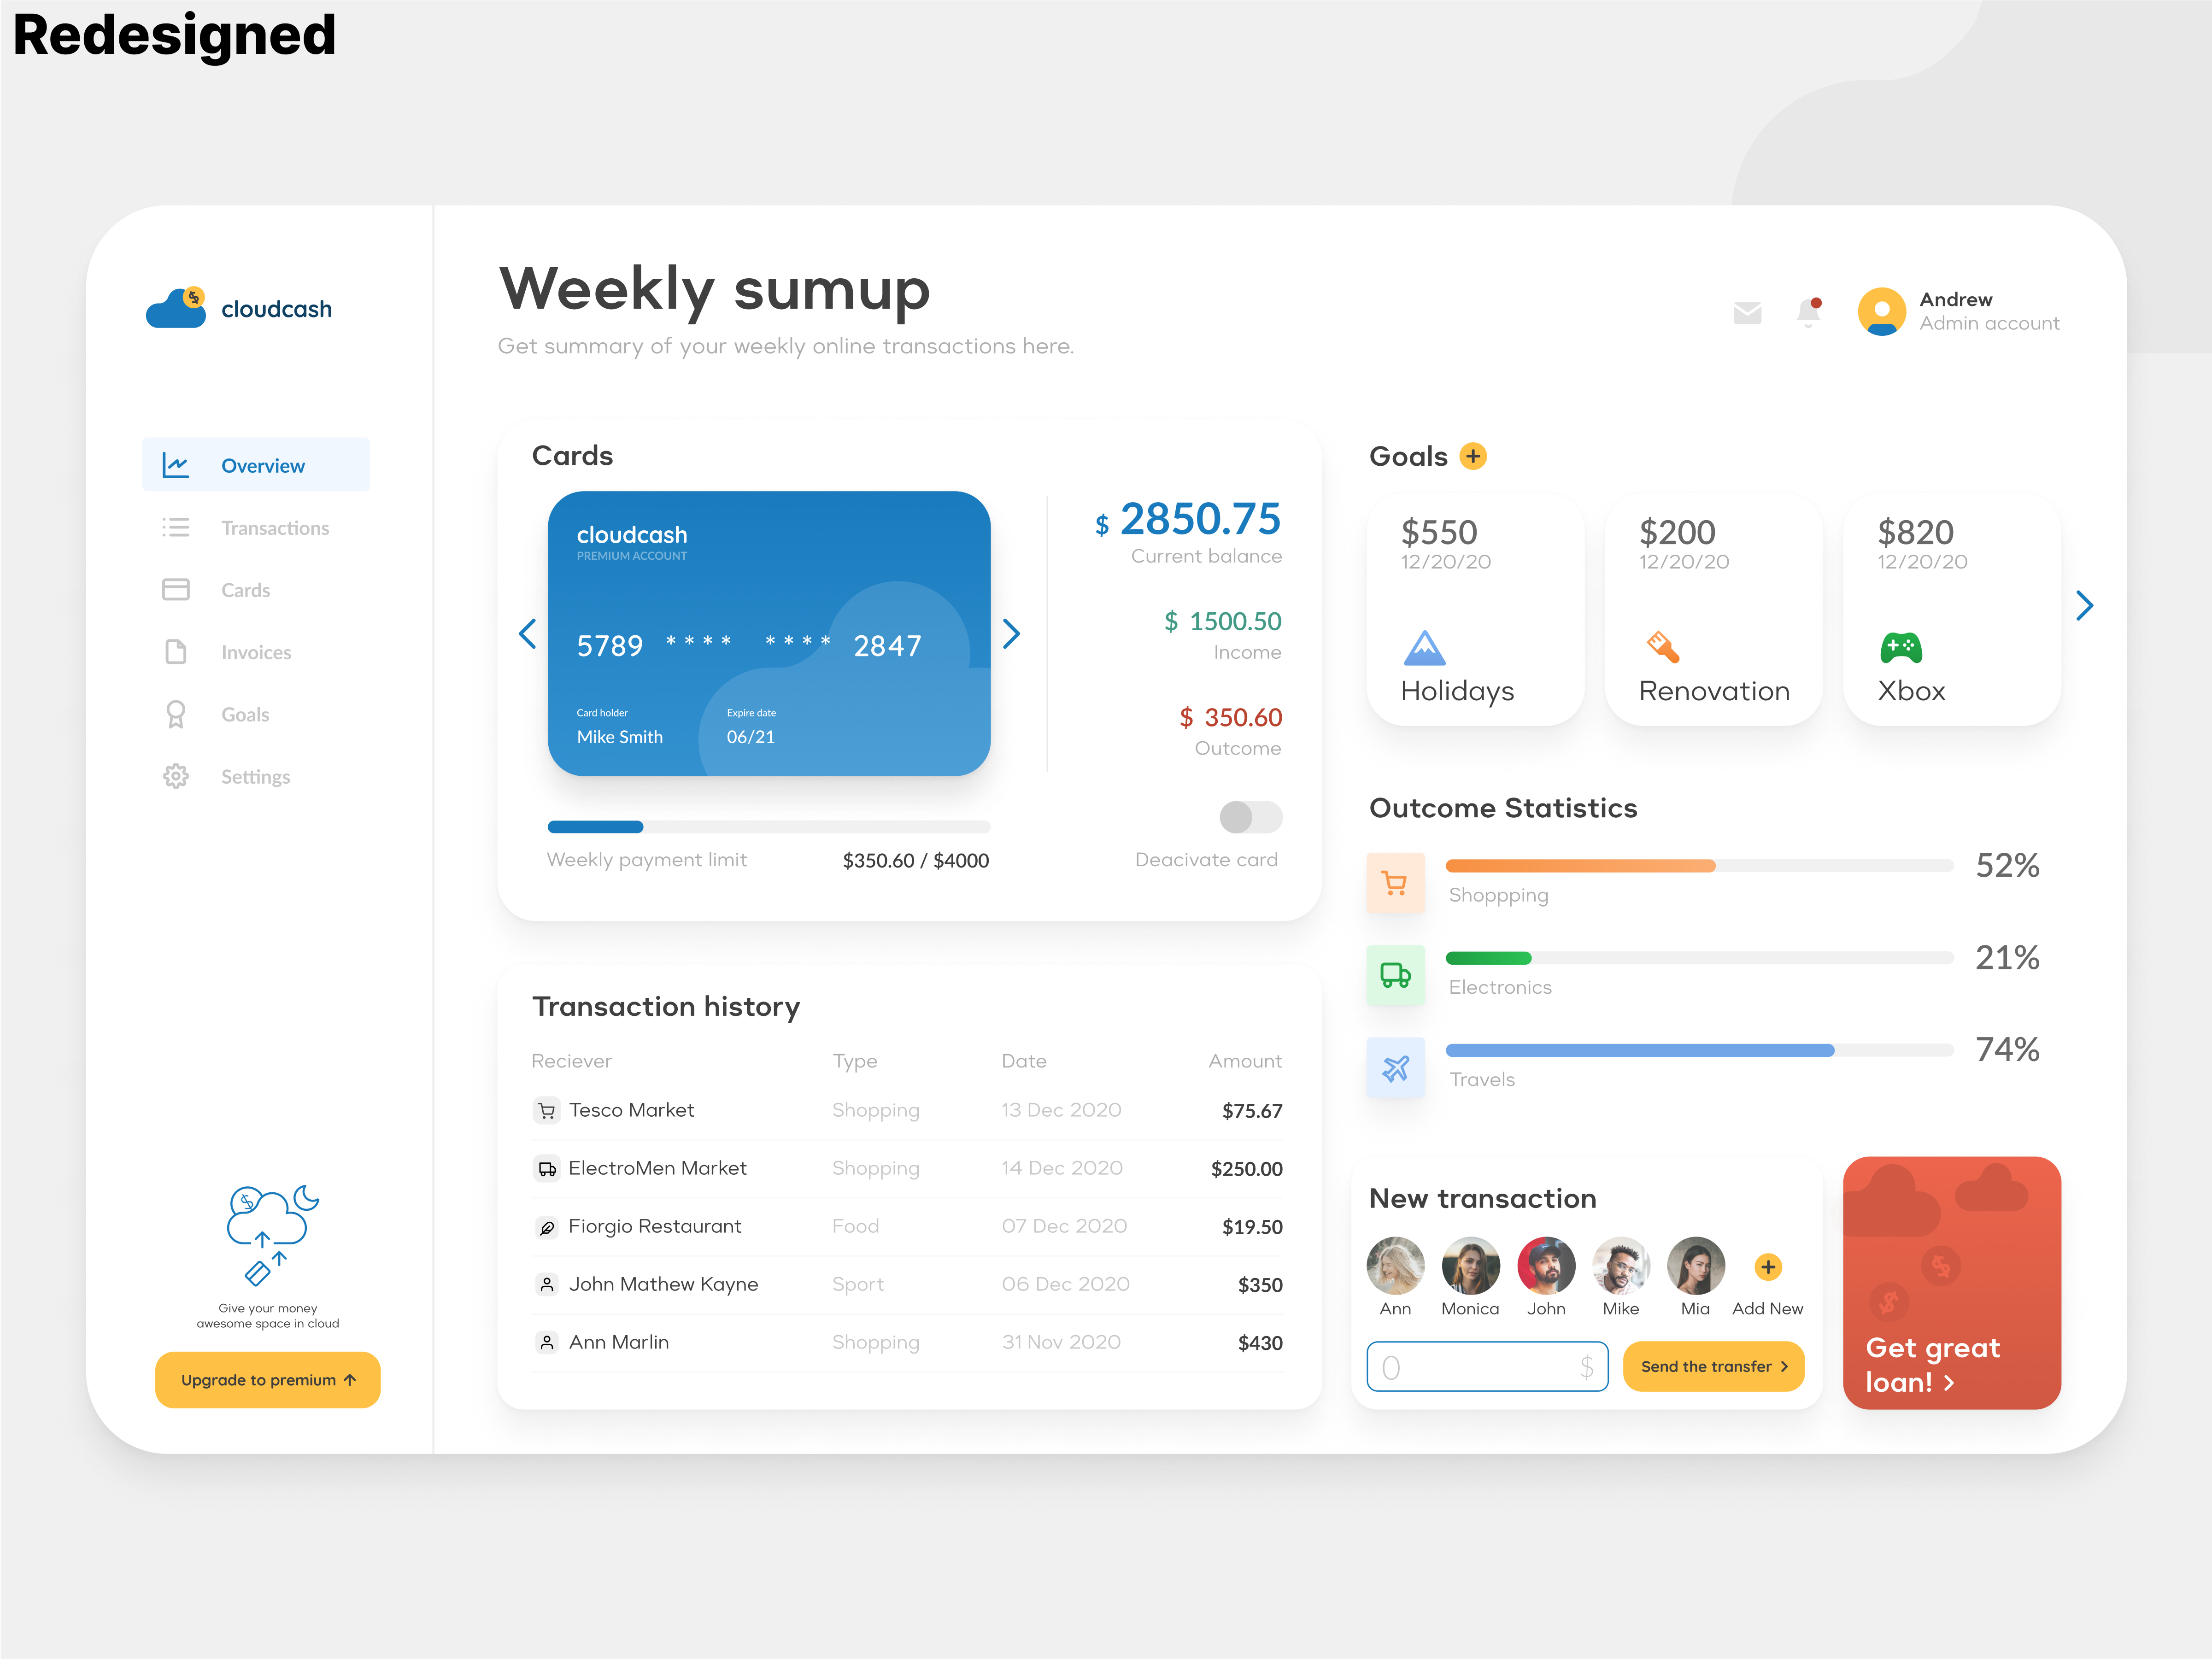 Redesigned
cloudcash
Overview
Transactions
Cards
Invoices
Goals
Settings
Give your money
awesome space in cloud
Upgrade to premium
Weekly sumup
Get summary of your weekly online transactions here.
Andrew
Admin account
Cards
cloudcash
PREMIUM ACCOUNT
5789 **** **** 2847
Card holder Expire date
Mike Smith 06/21
$ 2850.75
Current balance
$ 1500.50
Income
$ 350.60
Outcome
Weekly payment limit $350.60 / $4000
Deacivate card
Transaction history
Reciever Type Date Amount
Tesco Market Shopping 13 Dec 2020 $75.67
ElectroMen Market Shopping 14 Dec 2020 $250.00
Fiorgio Restaurant Food 07 Dec 2020 $19.50
John Mathew Kayne Sport 06 Dec 2020 $350
Ann Marlin Shopping 31 Nov 2020 $430
Goals
$550
12/20/20
Holidays
$200
12/20/20
Renovation
$820
12/20/20
Xbox
Outcome Statistics
52%
Shoppping
21%
Electronics
74%
Travels
New transaction
Ann Monica John Mike Mia Add New
0 $
Send the transfer
Get great
loan!